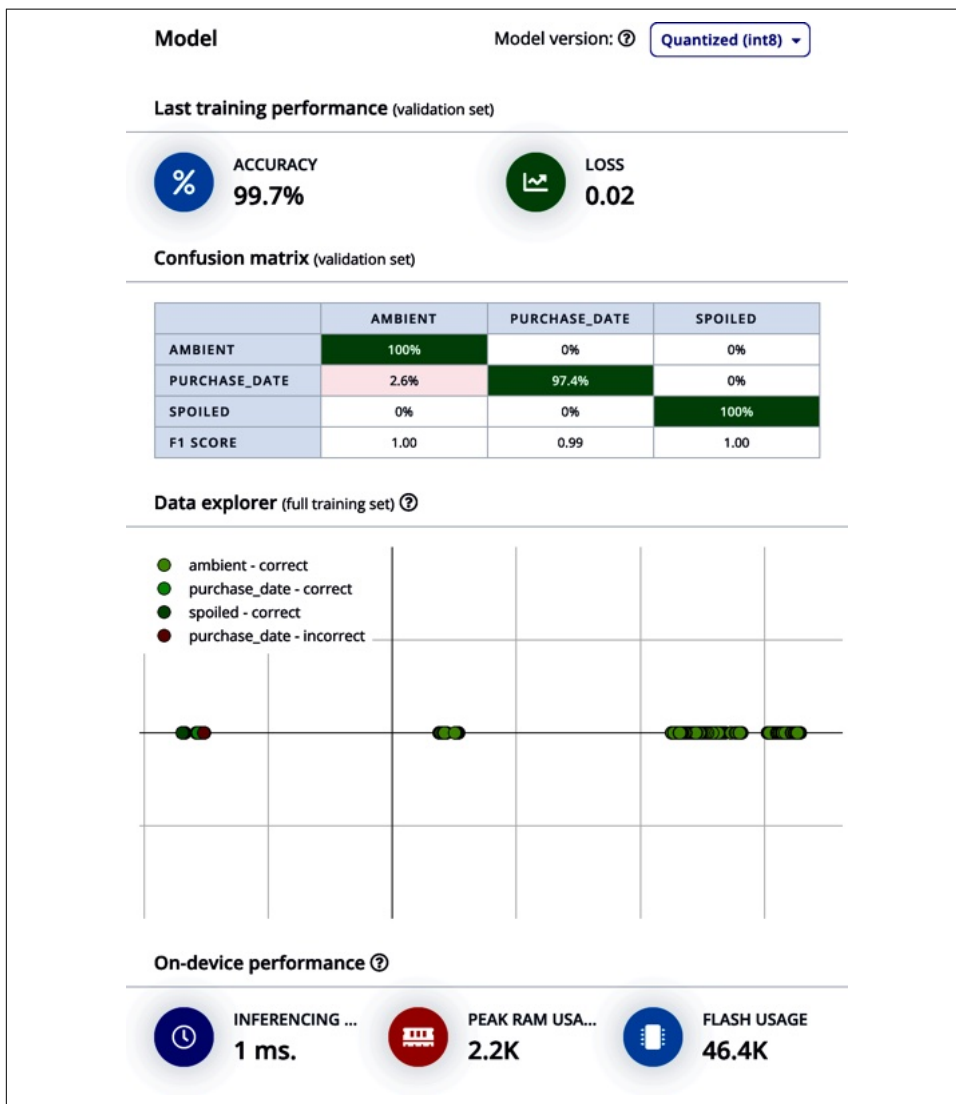 Model
Model version: ? Quantized (int8)
Last training performance (validation set)
% ACCURACY
99.7%
LOSS
0.02
Confusion matrix (validation set)
AMBIENT PURCHASE_DATE SPOILED
AMBIENT 100% 0% 0%
PURCHASE_DATE 2.6% 97.4% 0%
SPOILED 0% 0% 100%
F1 SCORE 1.00 0.99 1.00
Data explorer (full training set) ?
ambient - correct
purchase_date - correct
spoiled - correct
purchase_date - incorrect
On-device performance ?
INFERENCING ...
1 ms.
PEAK RAM USA...
2.2K
FLASH USAGE
46.4K